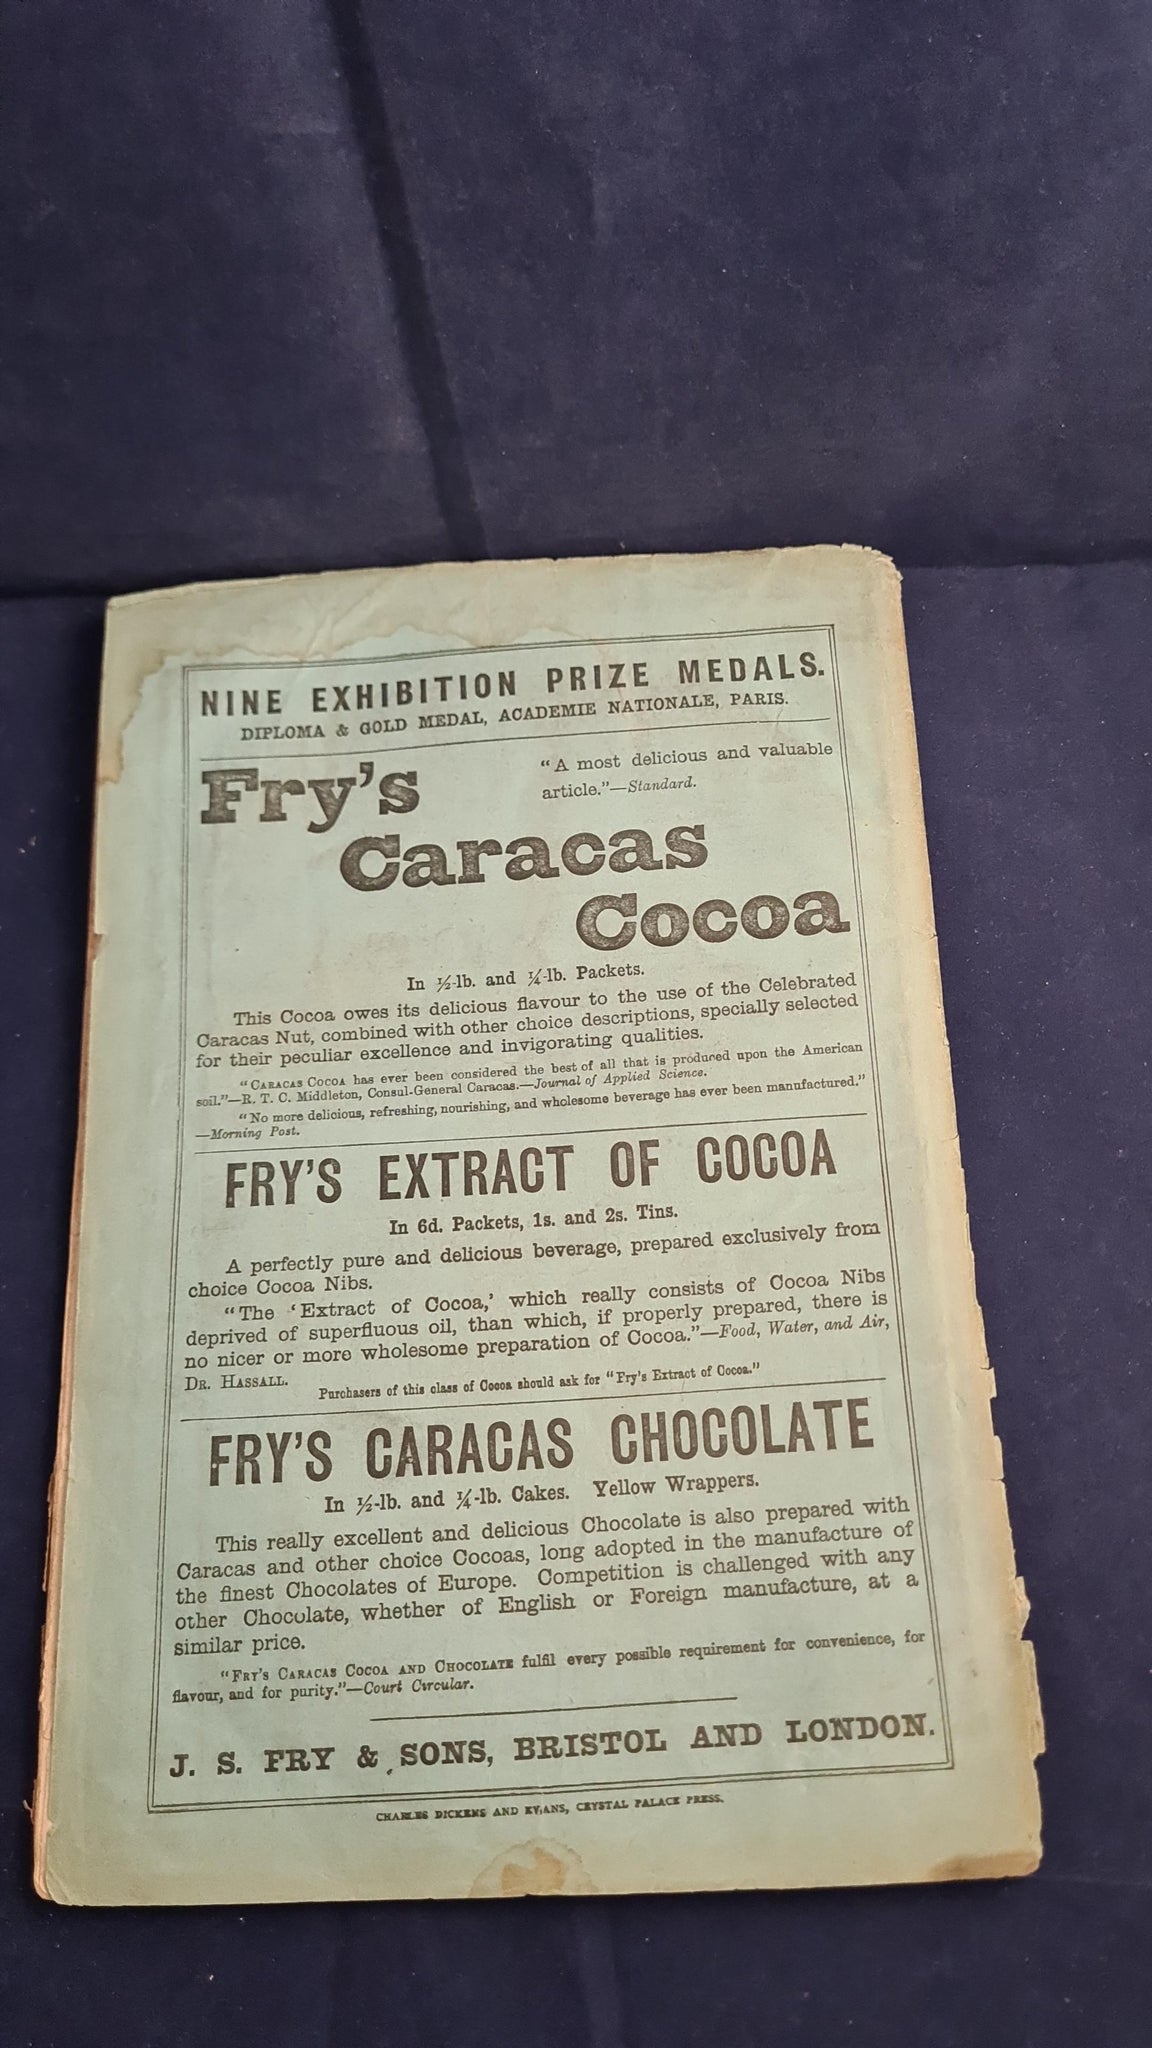 NINE EXHIBITION PRIZE MEDALS.
DIPLOMA & GOLD MEDAL, ACADEMIE NATIONALE, PARIS.
Fry's
"A most delicious and valuable
article."—Standard.
Caracas
Cocoa
In ½-lb. and ¼-lb. Packets.
This Cocoa owes its delicious flavour to the use of the Celebrated
Caracas Nut, combined with other choice descriptions, specially selected
for their peculiar excellence and invigorating qualities.
"CARACAS COCOA has ever been considered the best of all that is produced upon the American
soil."—R. T. C. Middleton, Consul-General Caracas.—Journal of Applied Science.
"No more delicious, refreshing, nourishing, and wholesome beverage has ever been manufactured."
—Morning Post.
FRY'S EXTRACT OF COCOA
In 6d. Packets, 1s. and 2s. Tins.
A perfectly pure and delicious beverage, prepared exclusively from
choice Cocoa Nibs.
"The 'Extract of Cocoa,' which really consists of Cocoa Nibs
deprived of superfluous oil, than which, if properly prepared, there is
no nicer or more wholesome preparation of Cocoa."—Food, Water, and Air,
DR. HASSALL.
Purchasers of this class of Cocoa should ask for "Fry's Extract of Cocoa."
FRY'S CARACAS CHOCOLATE
In ½-lb. and ¼-lb. Cakes. Yellow Wrappers.
This really excellent and delicious Chocolate is also prepared with
Caracas and other choice Cocoas, long adopted in the manufacture of
the finest Chocolates of Europe. Competition is challenged with any
other Chocolate, whether of English or Foreign manufacture, at a
similar price.
"FRY'S CARACAS COCOA AND CHOCOLATE fulfil every possible requirement for convenience, for
flavour, and for purity."—Court Circular.
J. S. FRY & SONS, BRISTOL AND LONDON.
CHARLES DICKENS AND EVANS, CRYSTAL PALACE PRESS.